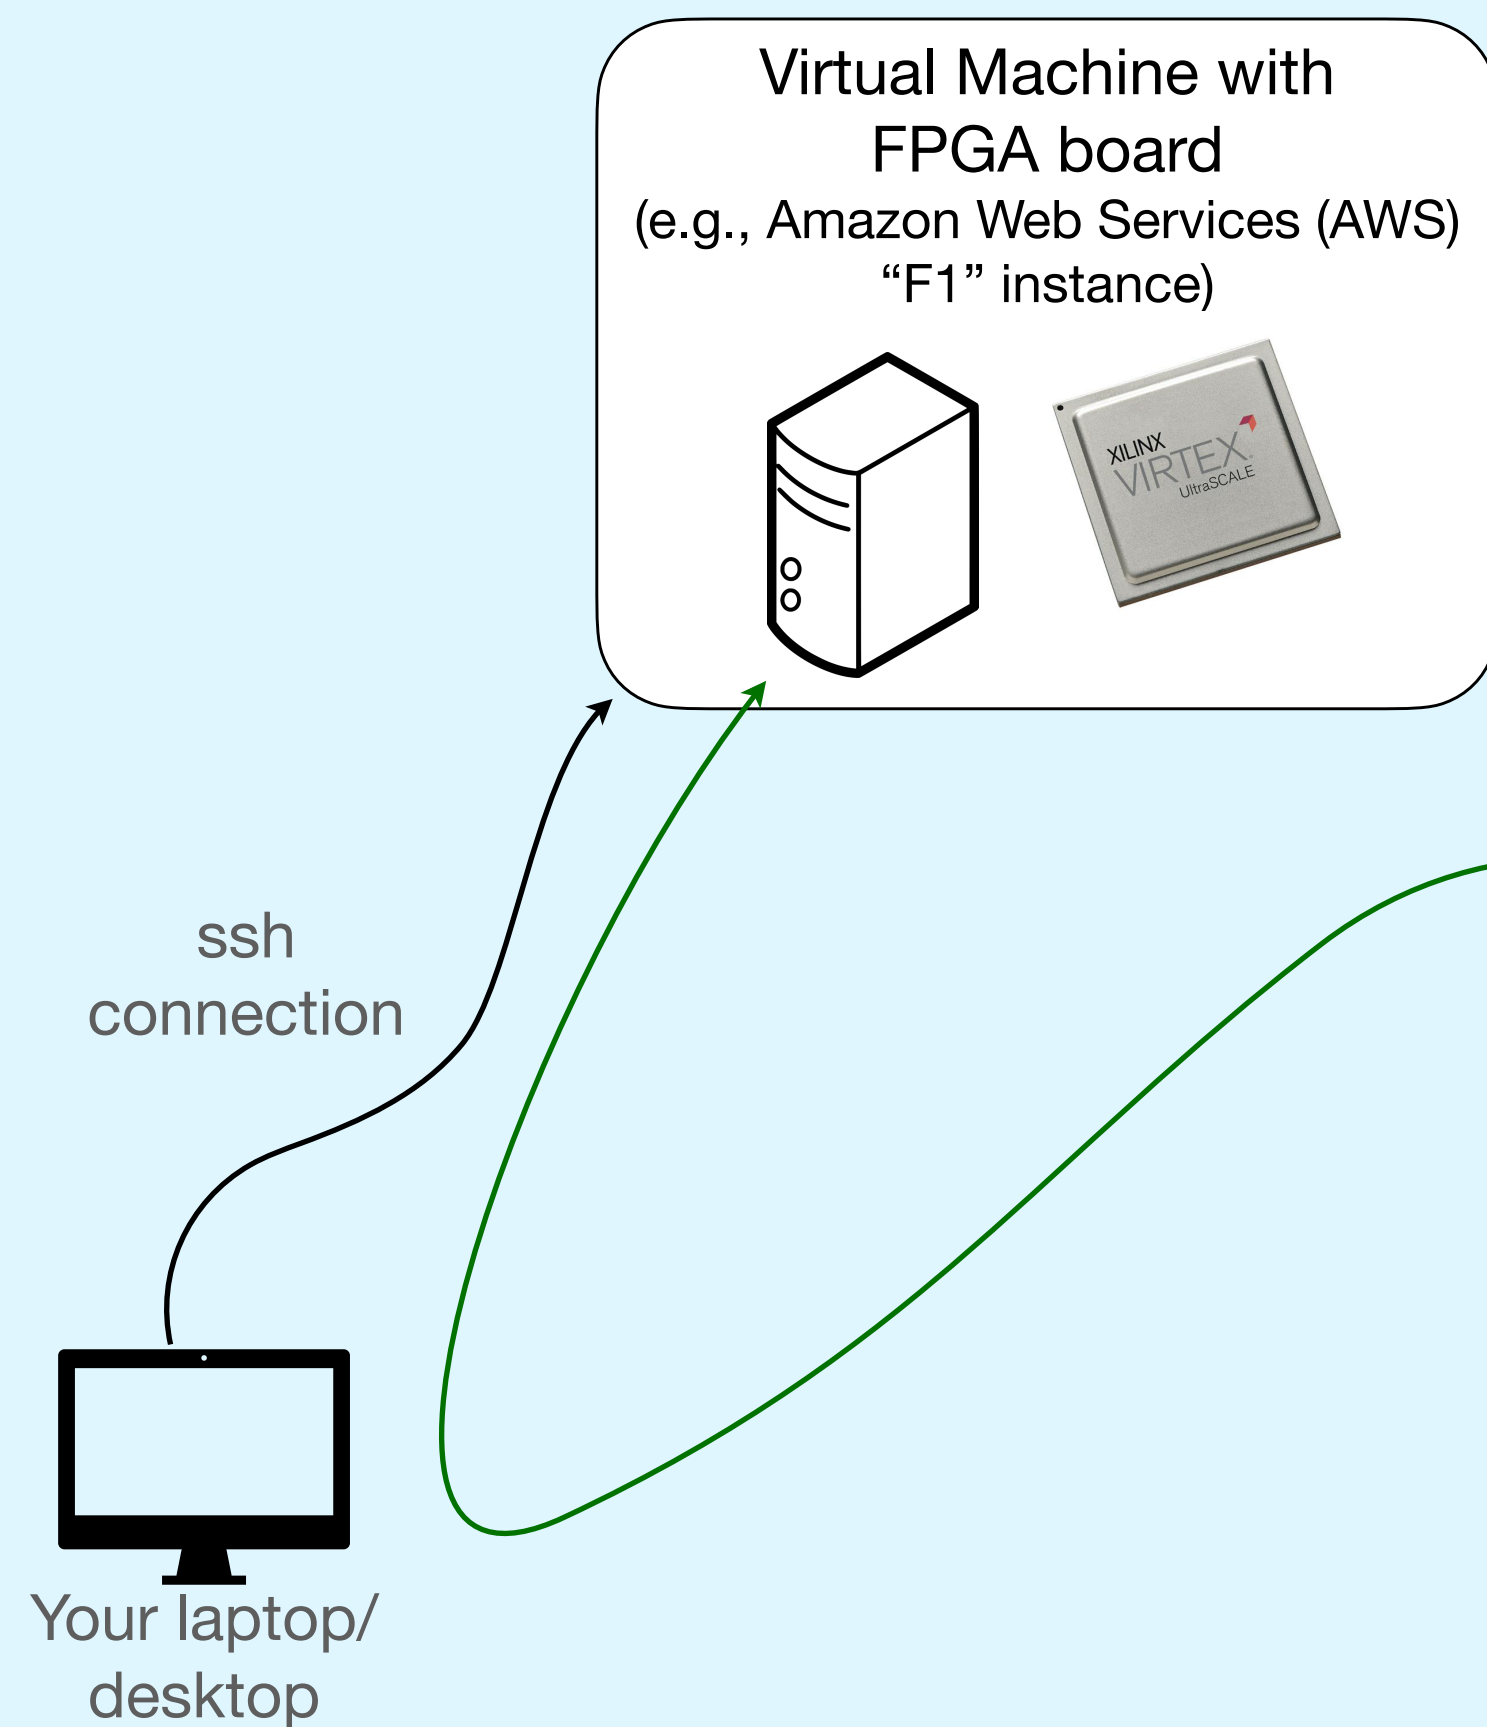 Virtual Machine with
FPGA board
(e.g., Amazon Web Services (AWS)
“F1” instance)
XILINX
VIRTEX
UltraSCALE
ssh
connection
Your laptop/
desktop